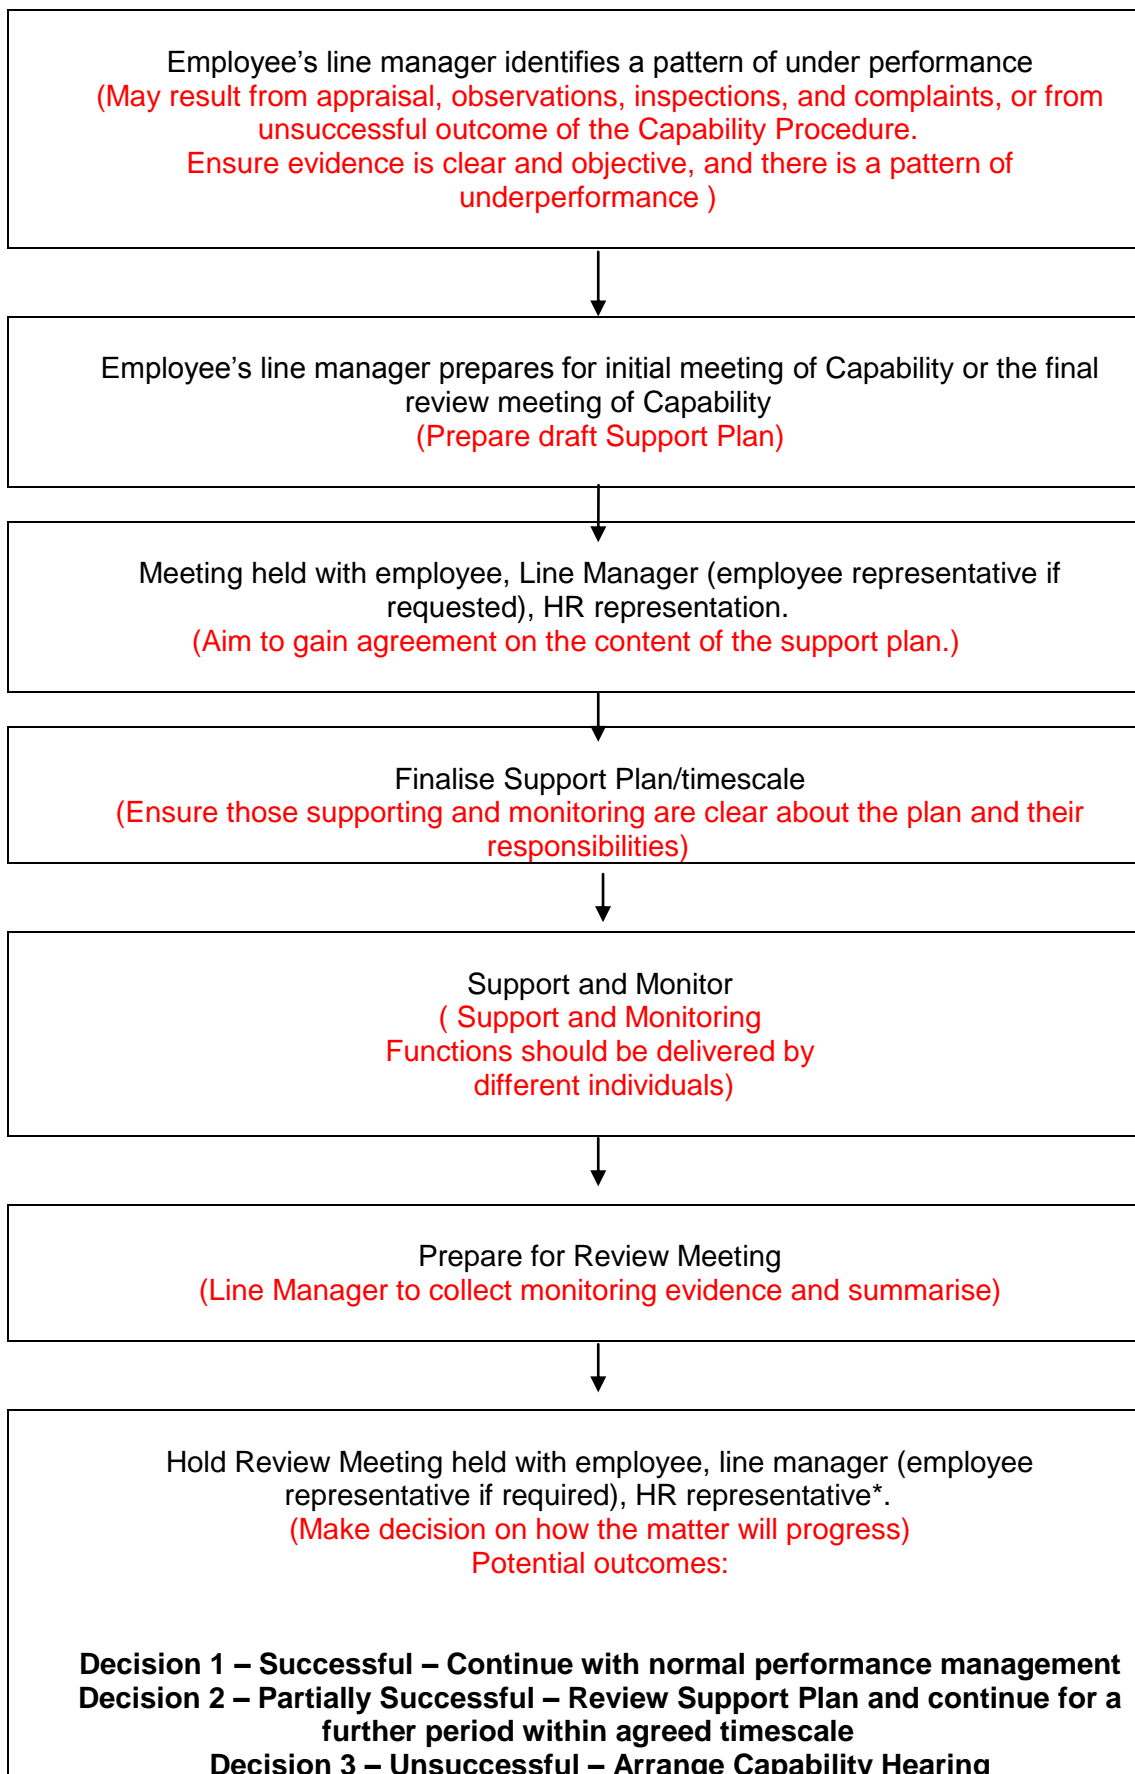 Employee’s line manager identifies a pattern of under performance
(May result from appraisal, observations, inspections, and complaints, or from
unsuccessful outcome of the Capability Procedure.
Ensure evidence is clear and objective, and there is a pattern of
underperformance )
Employee’s line manager prepares for initial meeting of Capability or the final
review meeting of Capability
(Prepare draft Support Plan)
Meeting held with employee, Line Manager (employee representative if
requested), HR representation.
(Aim to gain agreement on the content of the support plan.)
Finalise Support Plan/timescale
(Ensure those supporting and monitoring are clear about the plan and their
responsibilities)
Support and Monitor
( Support and Monitoring
Functions should be delivered by
different individuals)
Prepare for Review Meeting
(Line Manager to collect monitoring evidence and summarise)
Hold Review Meeting held with employee, line manager (employee
representative if required), HR representative*.
(Make decision on how the matter will progress)
Potential outcomes:
Decision 1 – Successful – Continue with normal performance management
Decision 2 – Partially Successful – Review Support Plan and continue for a
further period within agreed timescale
Decision 3 – Unsuccessful – Arrange Capability Hearing